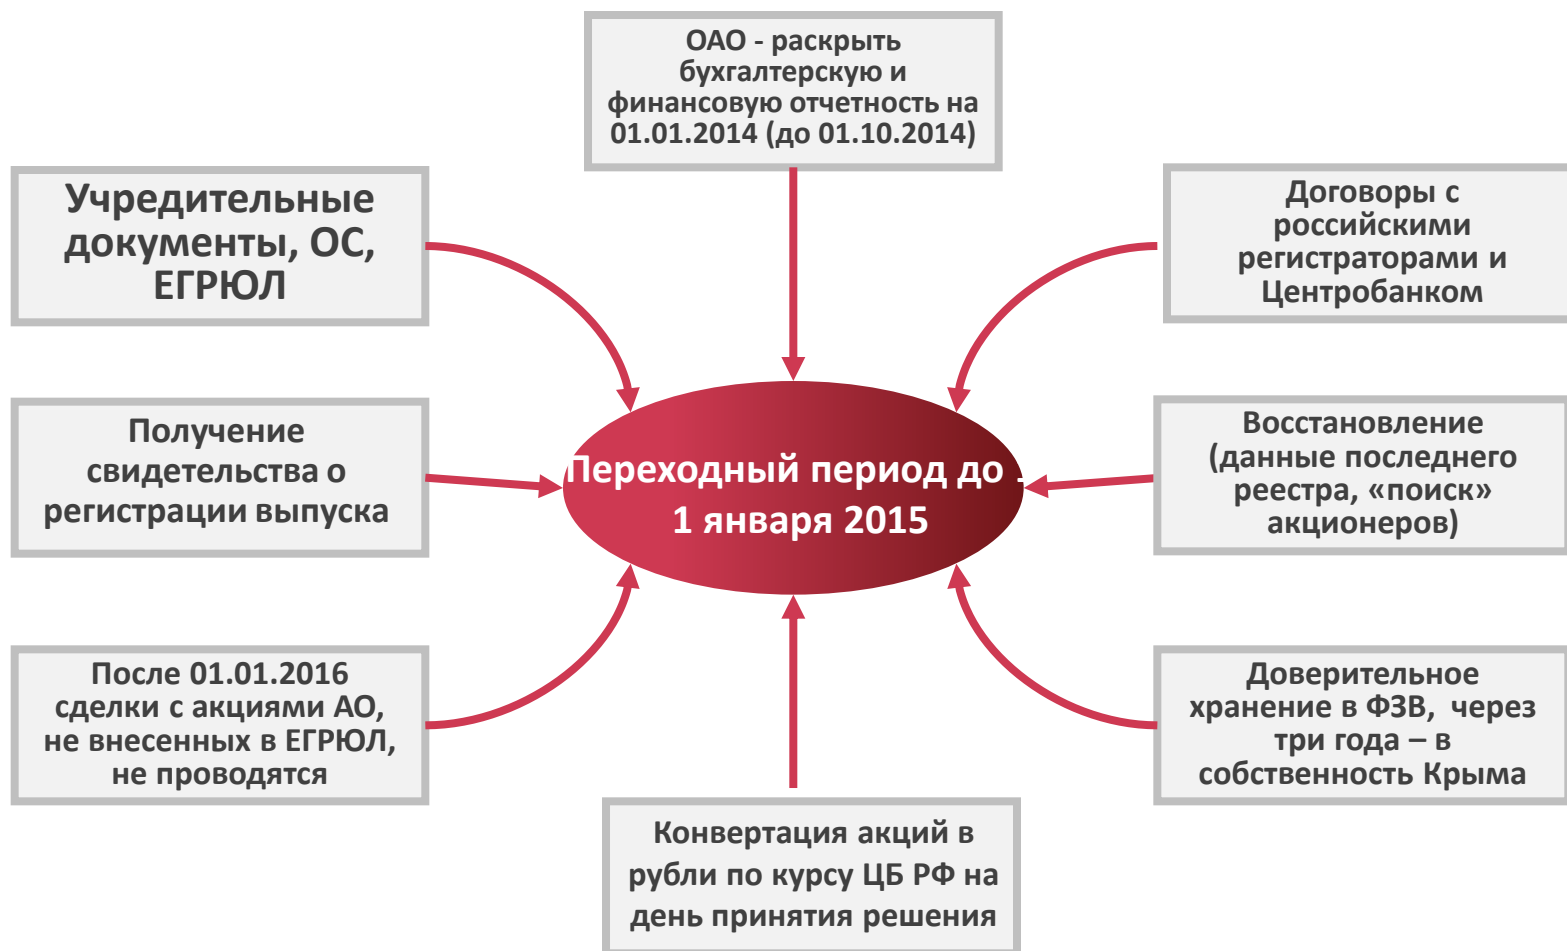 ОАО - раскрыть
бухгалтерскую и
финансовую отчетность на
01.01.2014 (до 01.10.2014)
Учредительные
документы, ОС,
ЕГРЮЛ
Договоры с
российскими
регистраторами и
Центробанком
Получение
свидетельства о
регистрации выпуска
Переходный период до
1 января 2015
Восстановление
(данные последнего
реестра, «поиск»
акционеров)
После 01.01.2016
сделки с акциями АО,
не внесенных в ЕГРЮЛ,
не проводятся
Доверительное
хранение в ФЗВ,  через
три года – в
собственность Крыма
Конвертация акций в
рубли по курсу ЦБ РФ на
день принятия решения